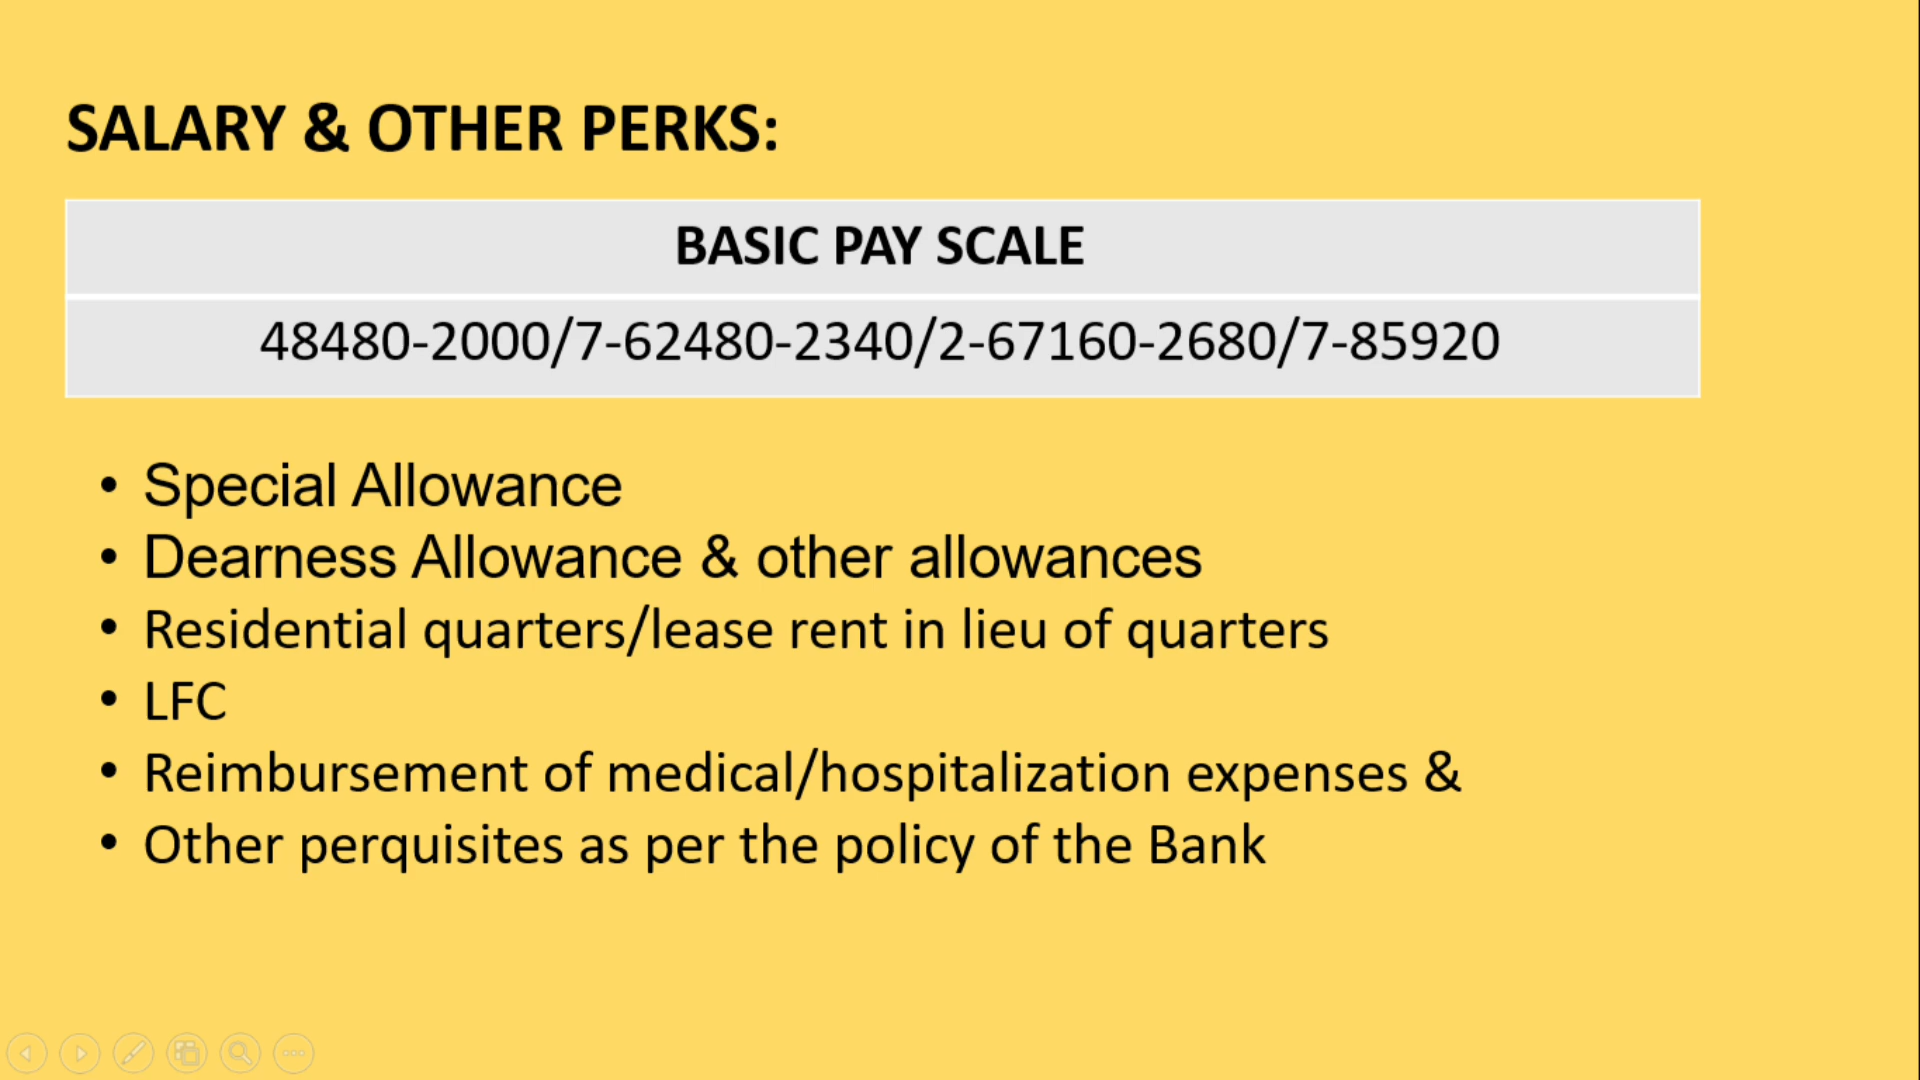 SALARY & OTHER PERKS:
BASIC PAY SCALE
48480-2000/7-62480-2340/2-67160-2680/7-85920
• Special Allowance
• Dearness Allowance & other allowances
• Residential quarters/lease rent in lieu of quarters
• LFC
• Reimbursement of medical/hospitalization expenses &
• Other perquisites as per the policy of the Bank